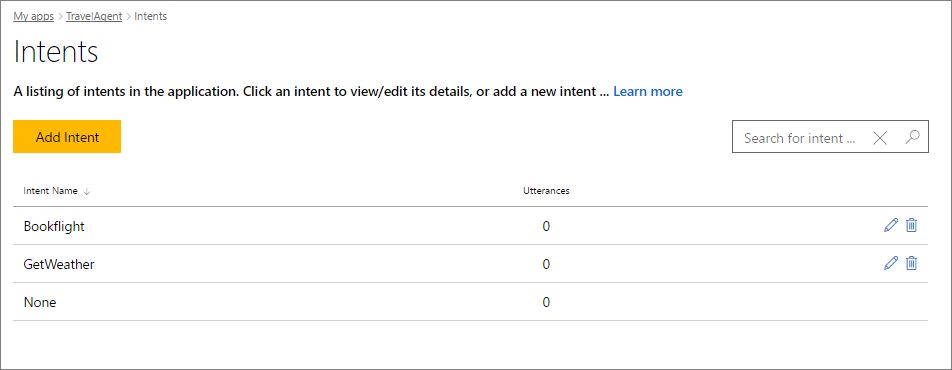 My apps > TravelAgent > Intents
Intents
A listing of intents in the application. Click an intent to view/edit its details, or add a new intent ... Learn more
Add Intent
Search for intent ...
Intent Name ↓ Utterances
Bookflight 0
GetWeather 0
None 0